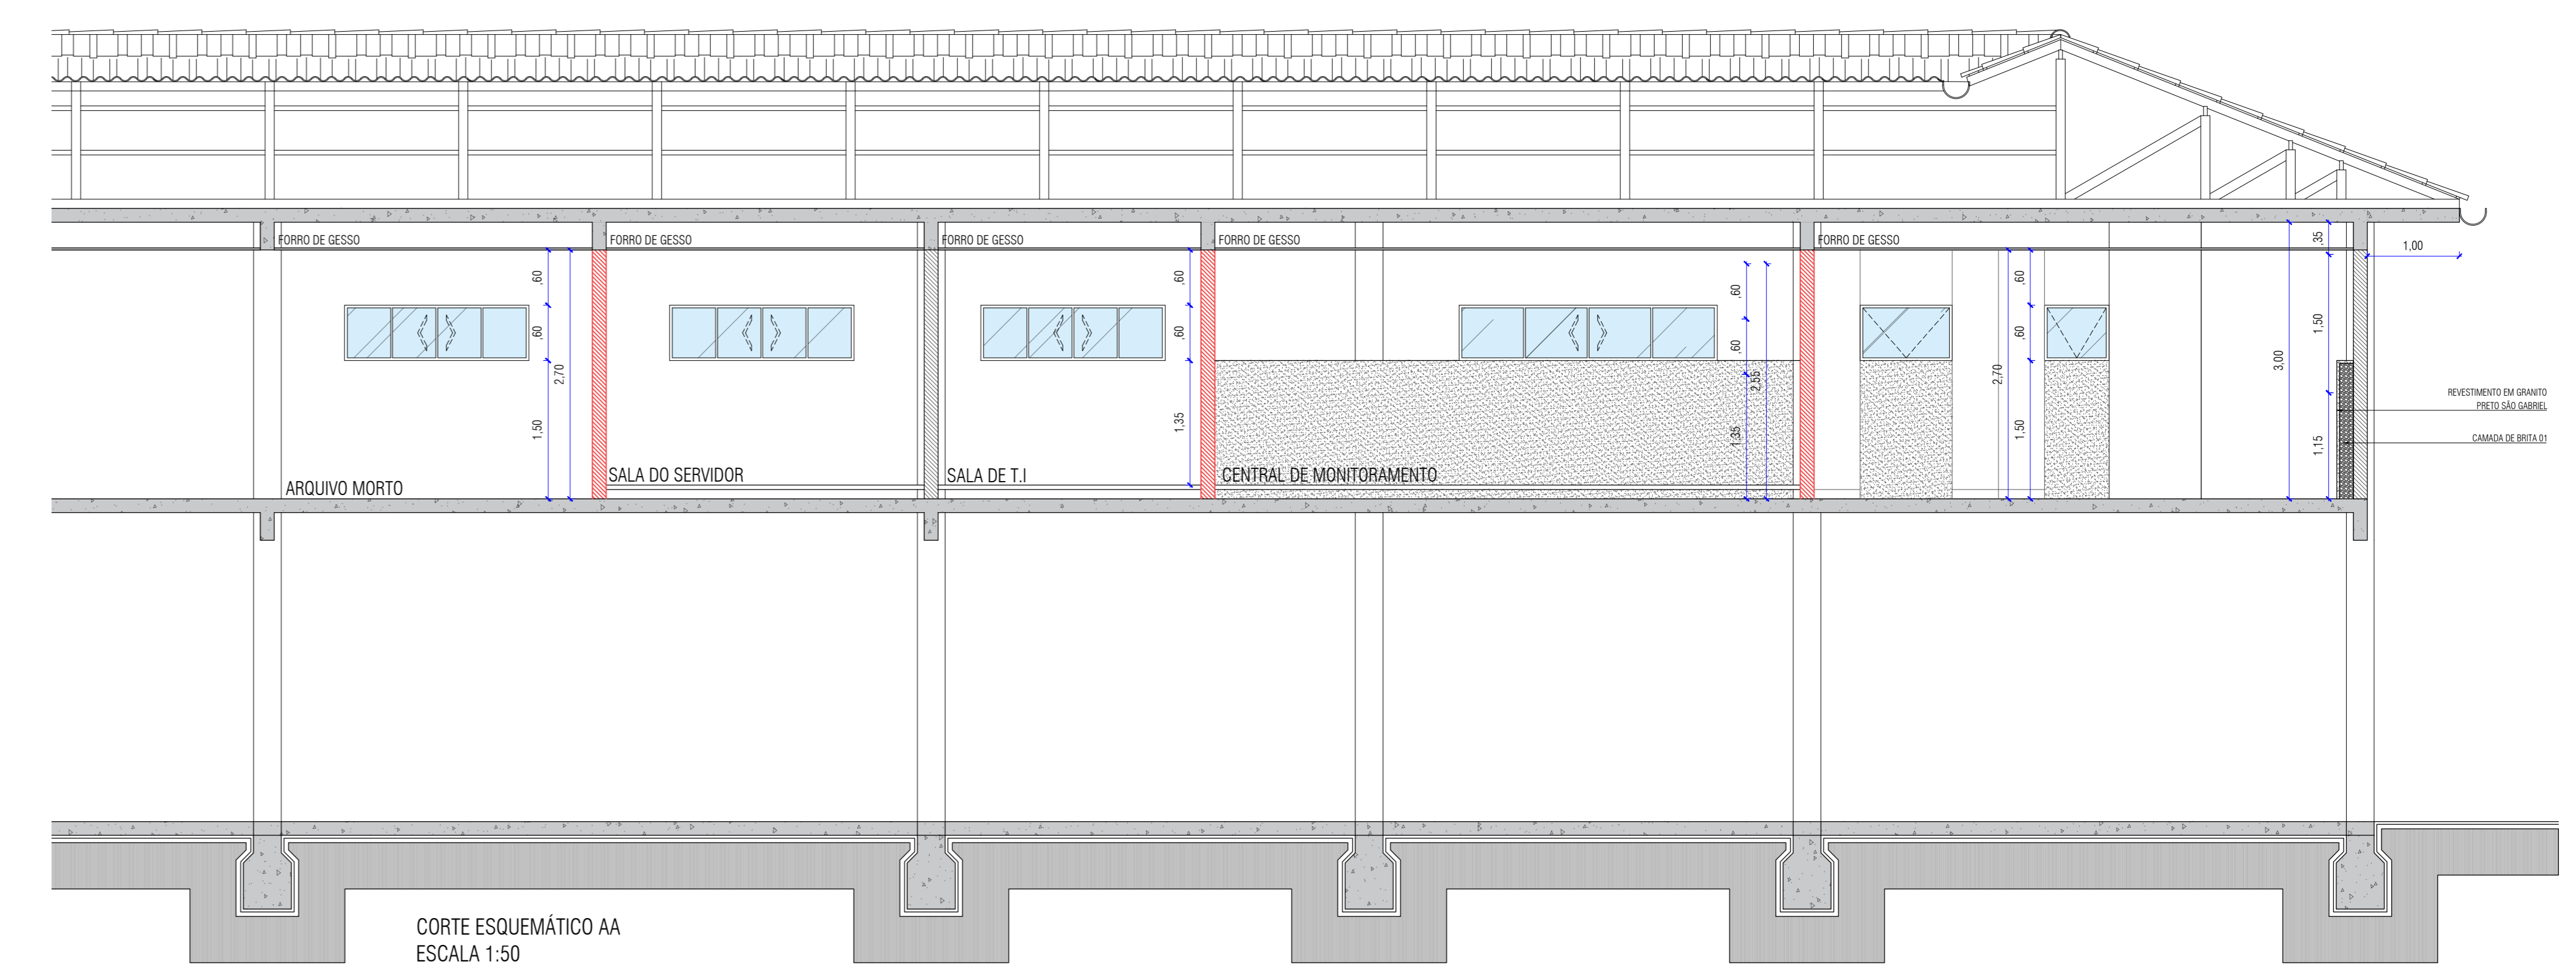 FORRO DE GESSO
FORRO DE GESSO
FORRO DE GESSO
FORRO DE GESSO
FORRO DE GESSO
,35
1,00
,60
,60
,60
,60
,60
,60
,60
,60
1,50
2,70
1,35
2,55
1,35
2,70
1,50
3,00
1,50
1,15
REVESTIMENTO EM GRANITO
PRETO SÃO GABRIEL
CAMADA DE BRITA 01
ARQUIVO MORTO
SALA DO SERVIDOR
SALA DE T.I
CENTRAL DE MONITORAMENTO
CORTE ESQUEMÁTICO AA
ESCALA 1:50